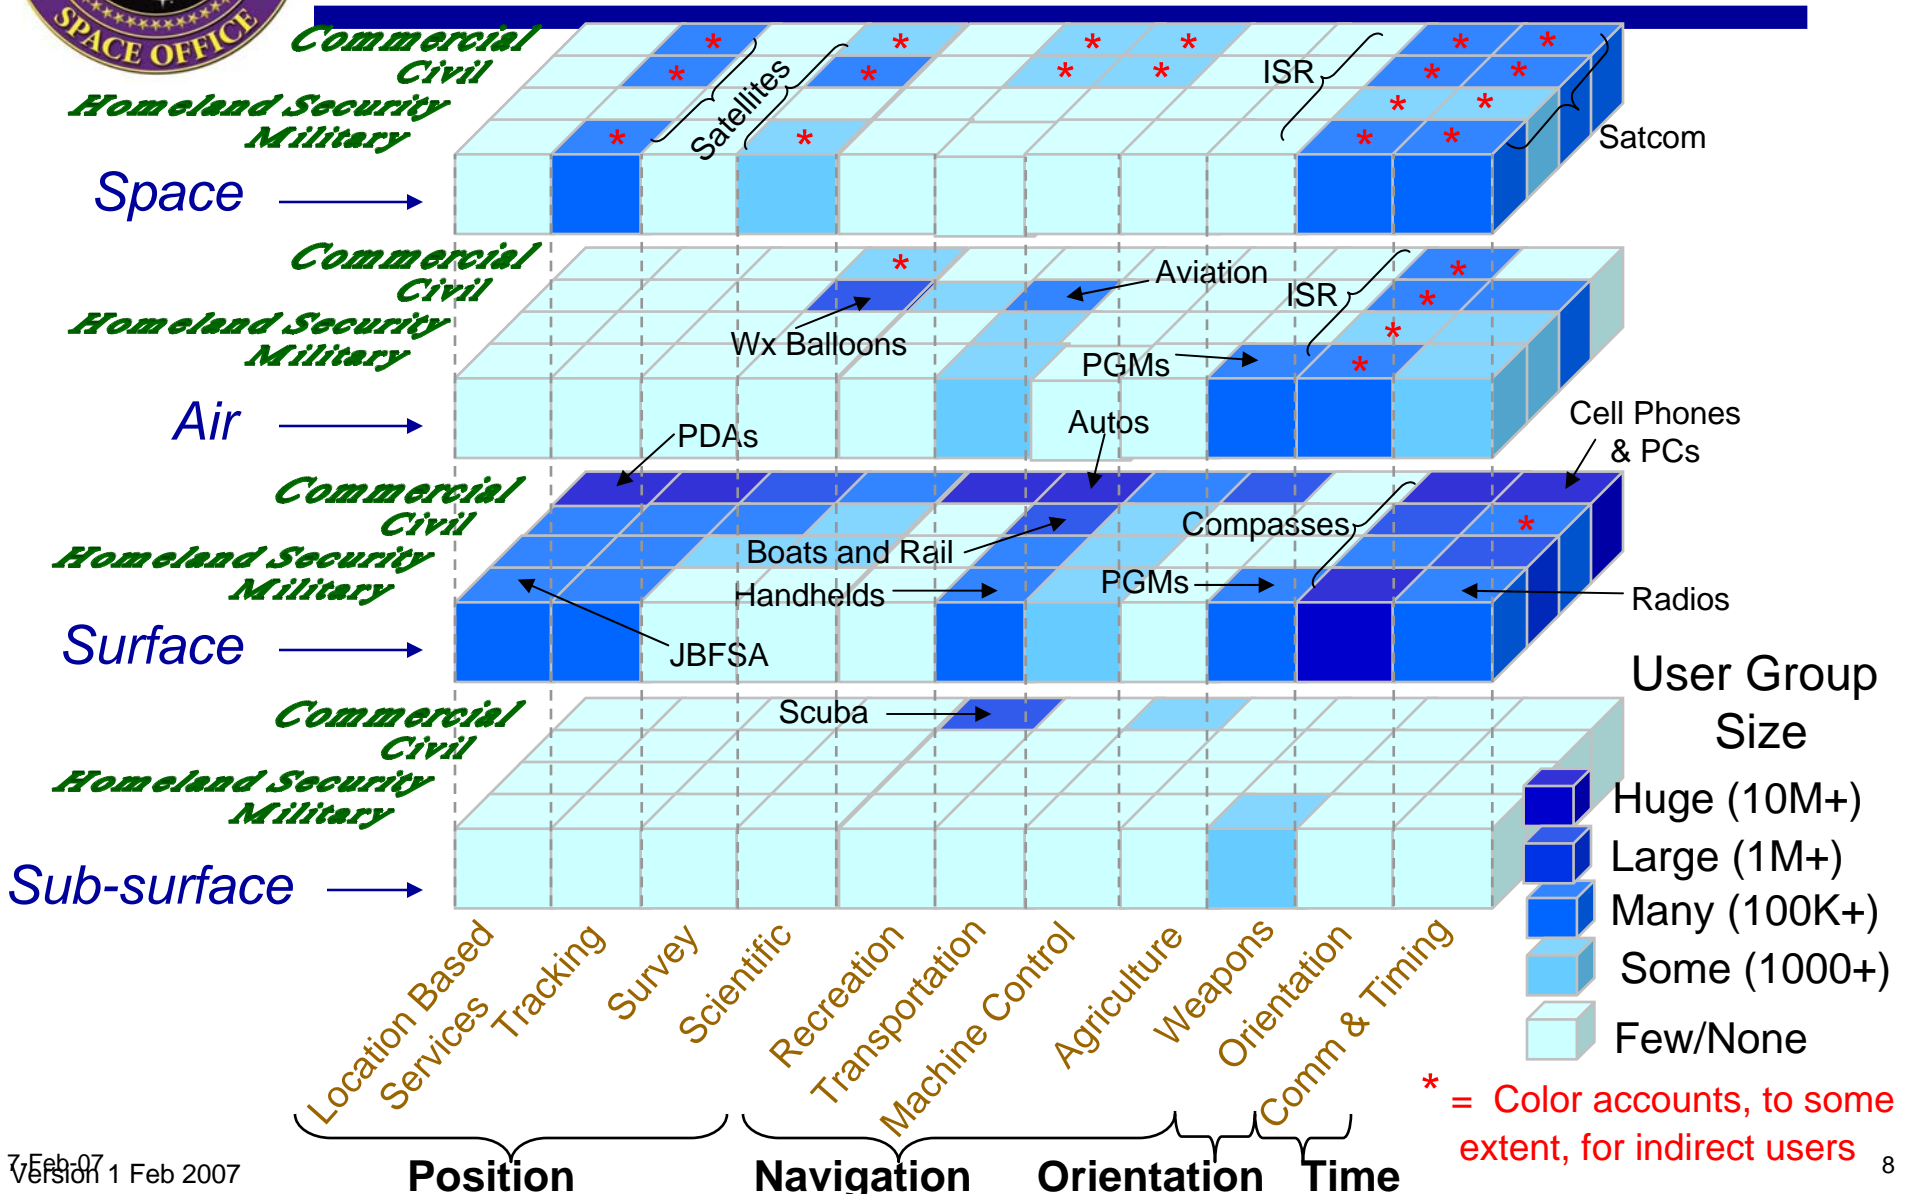 SPACE OFFICE
Commercial
Civil
Homeland Security
Military
Space
Satellites
ISR
Satcom
Commercial
Civil
Homeland Security
Military
Air
Wx Balloons
Aviation
ISR
PGMs
Commercial
Civil
Homeland Security
Military
Surface
PDAs
Autos
Cell Phones
& PCs
Boats and Rail
Compasses
Handhelds
PGMs
Radios
JBFSA
Commercial
Civil
Homeland Security
Military
Sub-surface
Scuba
User Group
Size
Huge (10M+)
Large (1M+)
Many (100K+)
Some (1000+)
Few/None
* = Color accounts, to some
extent, for indirect users
Location Based
Services
Tracking
Survey
Scientific
Recreation
Transportation
Machine Control
Agriculture
Weapons
Orientation
Comm & Timing
Position
Navigation
Orientation
Time
7-Feb-07
Version 1 Feb 2007
8